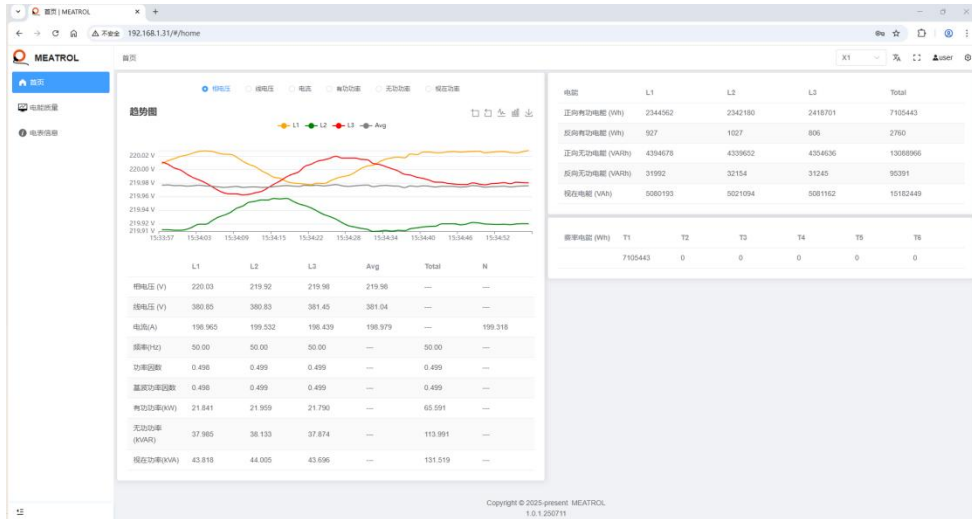 首页 | MEATROL
不安全 192.168.1.31/#/home
MEATROL
首页
X1
user
首页
电能质量
电表信息
相电压 线电压 电流 有功功率 无功功率 视在功率
趋势图
L1 L2 L3 Avg
220.02 V
220.00 V
219.98 V
219.96 V
219.94 V
219.92 V
219.91 V
15:33:57 15:34:03 15:34:09 15:34:15 15:34:22 15:34:28 15:34:34 15:34:40 15:34:46 15:34:52
L1 L2 L3 Avg Total N
相电压 (V) 220.03 219.92 219.98 219.98 — —
线电压 (V) 380.85 380.83 381.45 381.04 — —
电流(A) 198.965 199.532 198.439 198.979 — 199.318
频率(Hz) 50.00 50.00 50.00 — 50.00 —
功率因数 0.498 0.499 0.499 — 0.499 —
基波功率因数 0.498 0.499 0.499 — 0.499 —
有功功率(kW) 21.841 21.959 21.790 — 65.591 —
无功功率
(kVAR) 37.985 38.133 37.874 — 113.991 —
视在功率(kVA) 43.818 44.005 43.696 — 131.519 —
电能 L1 L2 L3 Total
正向有功电能 (Wh) 2344562 2342180 2418701 7105443
反向有功电能 (Wh) 927 1027 806 2760
正向无功电能 (VARh) 4394678 4339652 4354636 13088966
反向无功电能 (VARh) 31992 32154 31245 95391
视在电能 (VAh) 5080193 5021094 5081162 15182449
费率电能 (Wh) T1 T2 T3 T4 T5 T6
7105443 0 0 0 0 0
Copyright © 2025-present MEATROL
1.0.1.250711